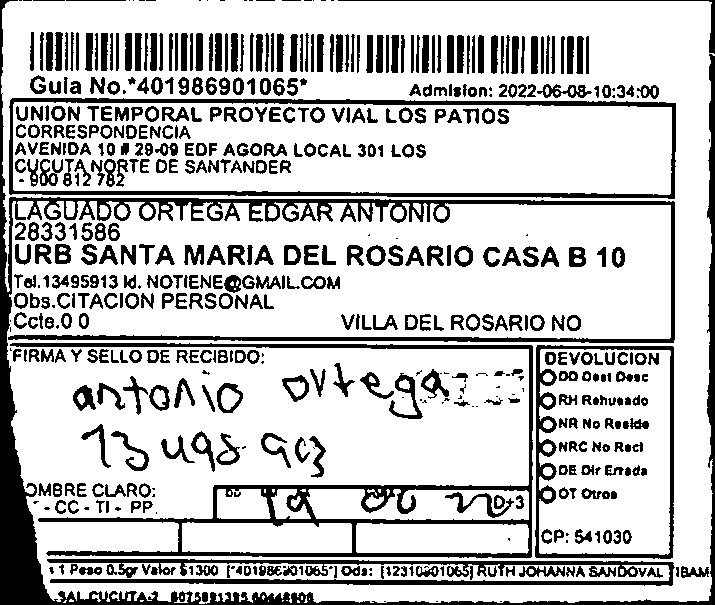 Guia No.*401986901065*
Admision: 2022-06-08-10:34:00
UNION TEMPORAL PROYECTO VIAL LOS PATIOS
CORRESPONDENCIA
AVENIDA 10 # 29-09 EDF AGORA LOCAL 301 LOS
CUCUTA NORTE DE SANTANDER
- 900 812 782
LAGUADO ORTEGA EDGAR ANTONIO
28331586
URB SANTA MARIA DEL ROSARIO CASA B 10
Tel.13495913 Id. NOTIENE@GMAIL.COM
Obs.CITACION PERSONAL
Ccte.0 0
VILLA DEL ROSARIO NO
FIRMA Y SELLO DE RECIBIDO:
antonio ortega
13495 913
OMBRE CLARO:
- CC - TI - PP
D+3
DEVOLUCION
DD Dest Desc
RH Rehusado
NR No Reside
NRC No Recl
DE Dir Errada
OT Otros
CP: 541030
1 Peso 0.5gr Valor $1300 [*401986901065*] Oda: [12310901065] RUTH JOHANNA SANDOVAL TIBAM
SAL.CUCUTA-2